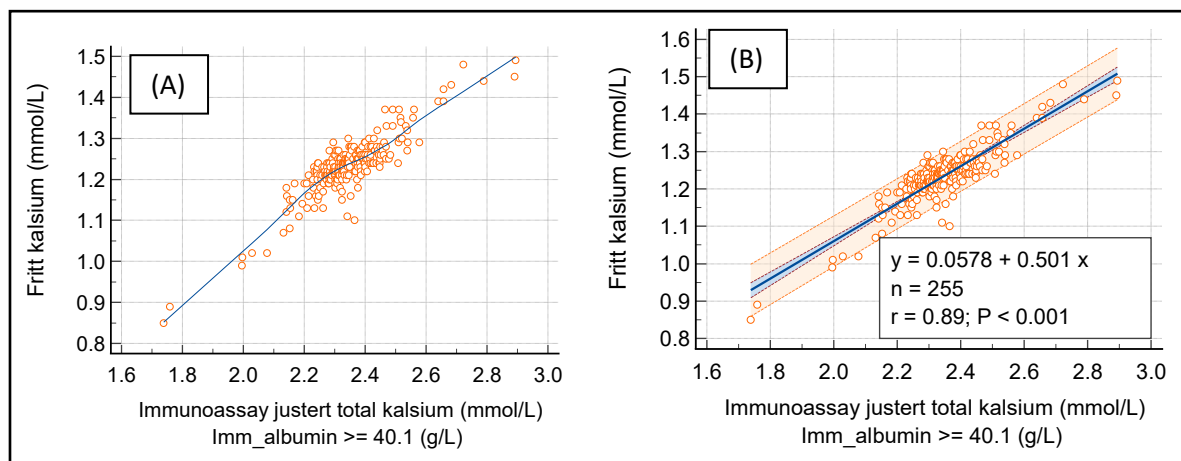 (A)
Fritt kalsium (mmol/L)
1.5
1.4
1.3
1.2
1.1
1.0
0.9
0.8
1.6 1.8 2.0 2.2 2.4 2.6 2.8 3.0
Immunoassay justert total kalsium (mmol/L)
Imm_albumin >= 40.1 (g/L)
(B)
Fritt kalsium (mmol/L)
1.6
1.5
1.4
1.3
1.2
1.1
1.0
0.9
0.8
y = 0.0578 + 0.501 x
n = 255
r = 0.89; P < 0.001
1.6 1.8 2.0 2.2 2.4 2.6 2.8 3.0
Immunoassay justert total kalsium (mmol/L)
Imm_albumin >= 40.1 (g/L)